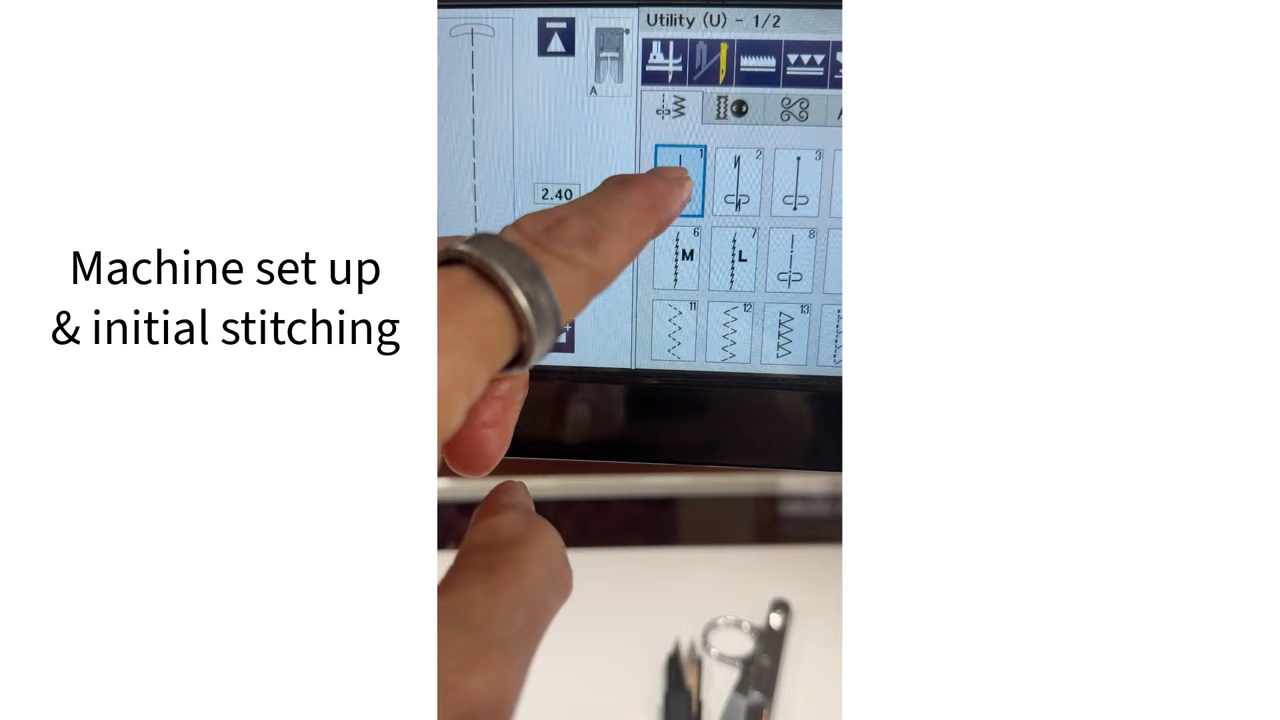 Machine set up
& initial stitching
Utility (U) - 1/2
A
2.40
1
2
3
6
M
7
L
8
11
12
13